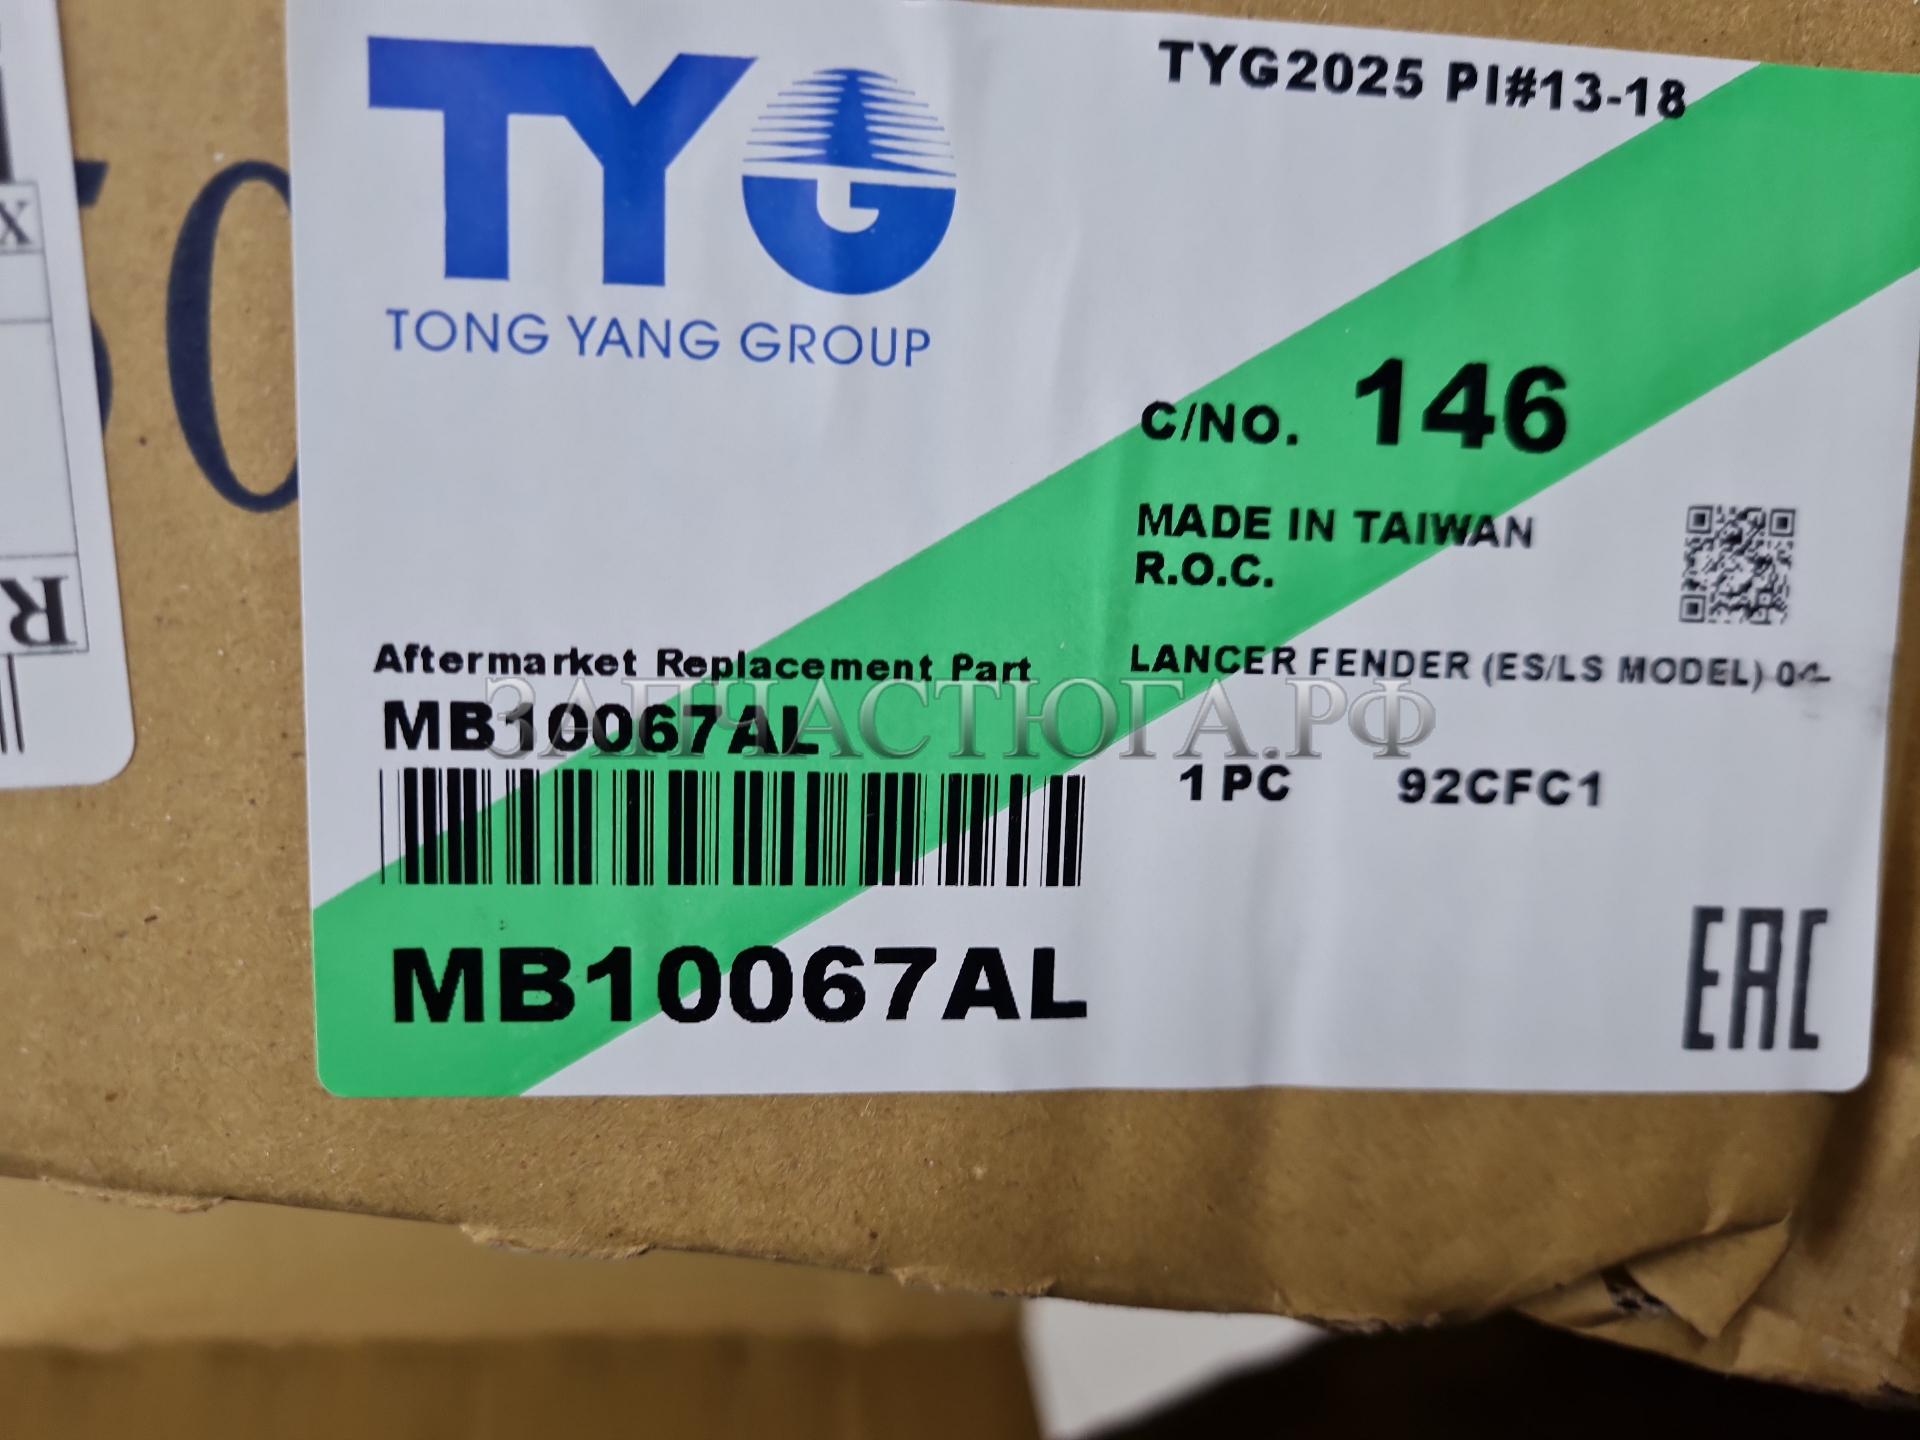 TYG
TONG YANG GROUP
TYG2025 PI#13-18
C/NO. 146
MADE IN TAIWAN
R.O.C.
Aftermarket Replacement Part
MB10067AL
LANCER FENDER (ES/LS MODEL)
1 PC 92CFC1
MB10067AL
EAC
ЗАПЧАСТЮГА.РФ
X
R